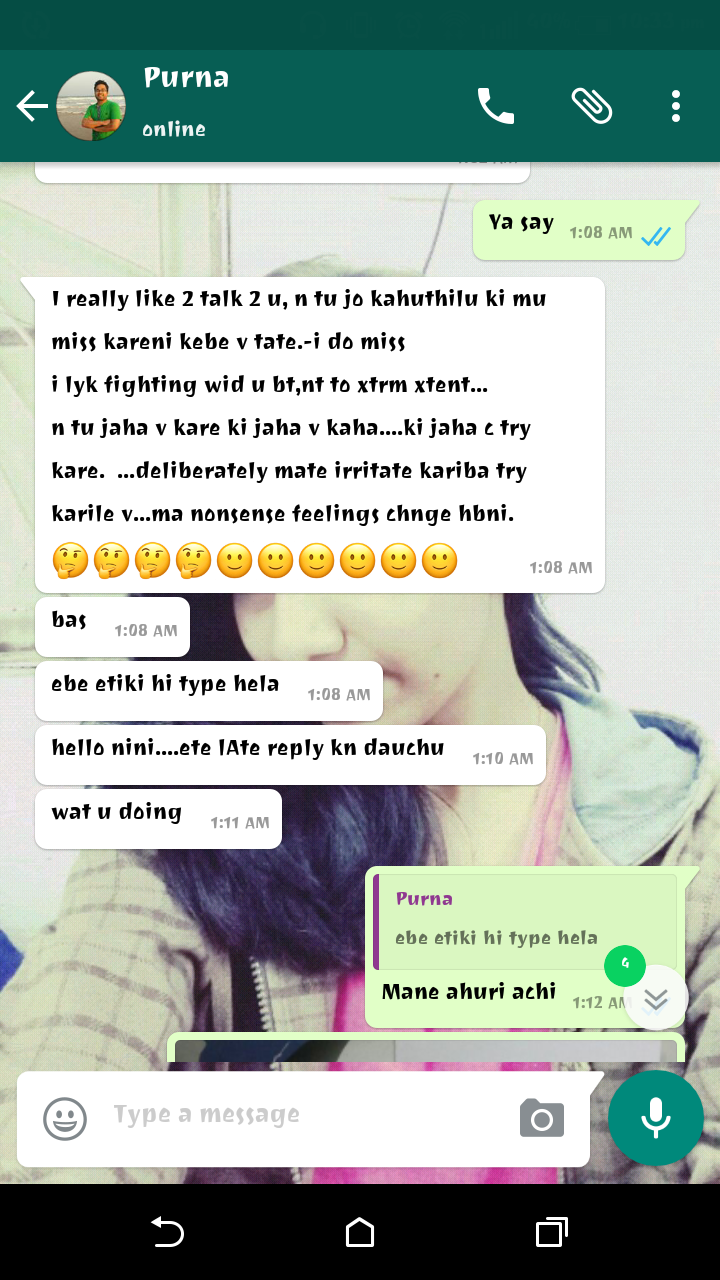 Purna
online
Ya say 1:08 AM
I really like 2 talk 2 u, n tu jo kahuthilu ki mu
miss kareni kebe v tate.-i do miss
i lyk fighting wid u bt,nt to xtrm xtent...
n tu jaha v kare ki jaha v kaha....ki jaha c try
kare. ...deliberately mate irritate kariba try
karile v...ma nonsense feelings chnge hbni.
🤔🤔🤔🤔🙂🙂🙂🙂🙂🙂 1:08 AM
bas 1:08 AM
ebe etiki hi type hela 1:08 AM
hello nini....ete lAte reply kn dauchu 1:10 AM
wat u doing 1:11 AM
Purna
ebe etiki hi type hela
4
Mane ahuri achi 1:12 AM
Type a message